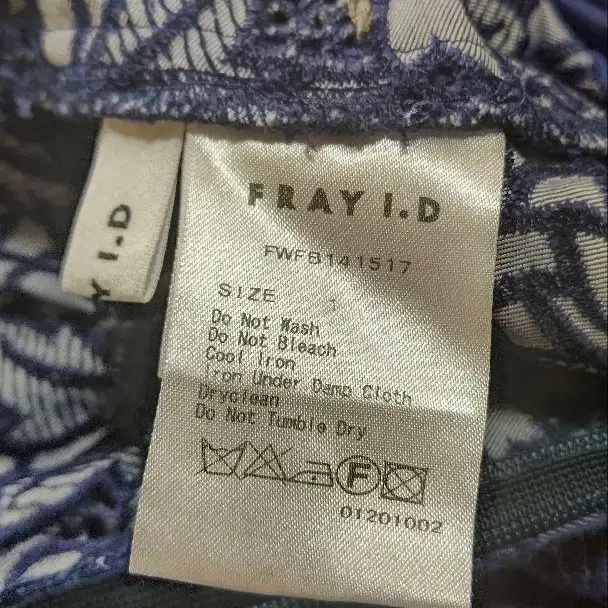 FRAY I.D
FWFB141517
SIZE 1
Do Not Wash
Do Not Bleach
Cool Iron
Iron Under Damp Cloth
Dryclean
Do Not Tumble Dry
F
01201002
Y I.D